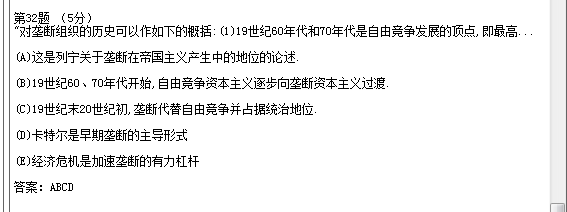 第32题 (5分)
"对垄断组织的历史可以作如下的概括:(1)19世纪60年代和70年代是自由竞争发展的顶点,即最高...
(A)这是列宁关于垄断在帝国主义产生中的地位的论述.
(B)19世纪60、70年代开始,自由竞争资本主义逐步向垄断资本主义过渡.
(C)19世纪末20世纪初,垄断代替自由竞争并占据统治地位.
(D)卡特尔是早期垄断的主导形式
(E)经济危机是加速垄断的有力杠杆
答案: ABCD